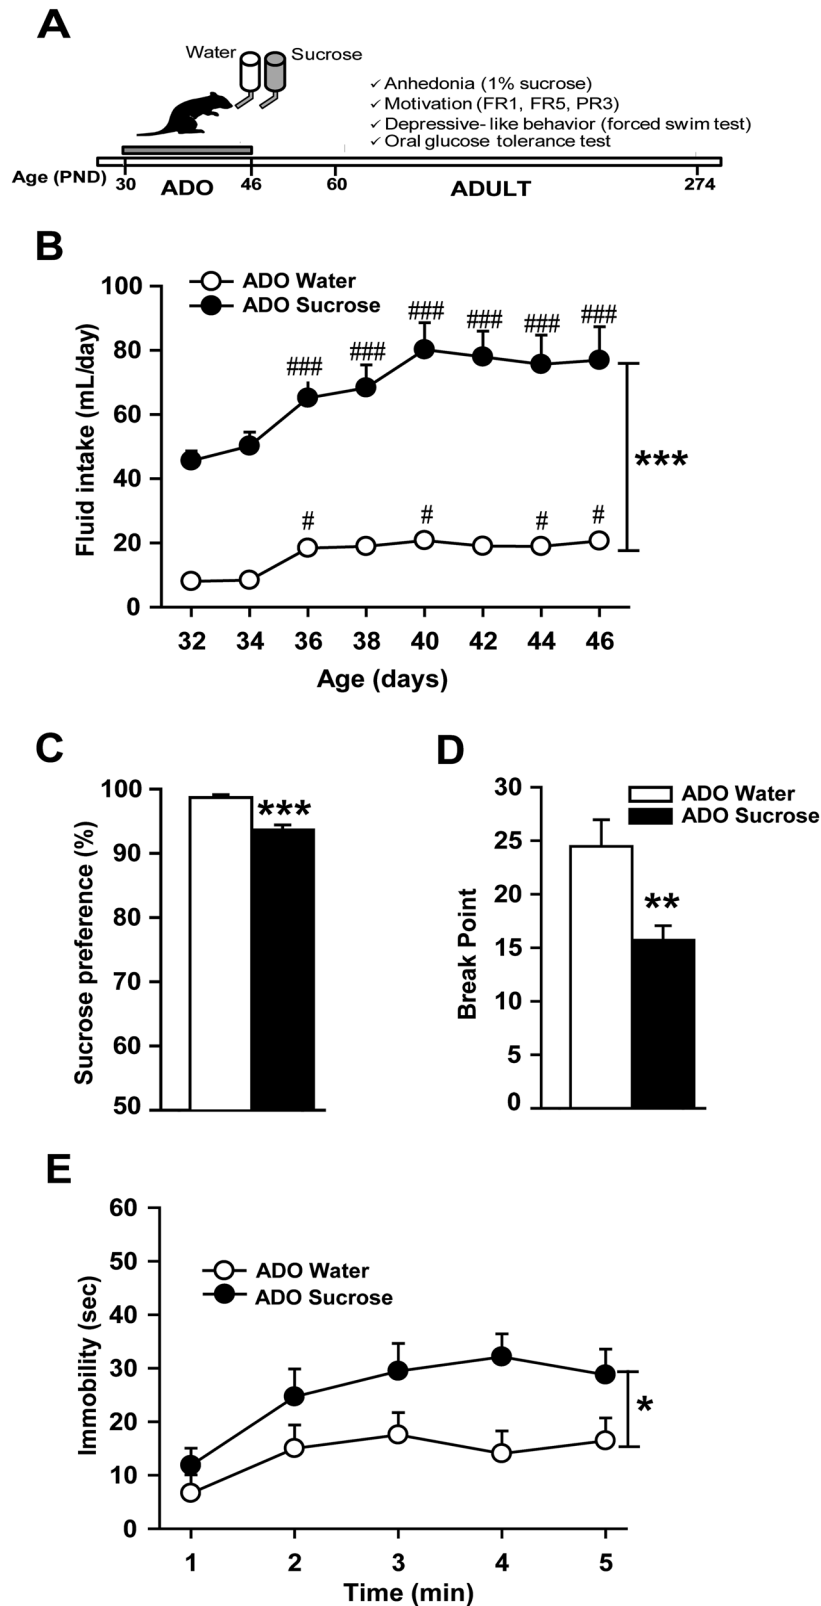 A
Water Sucrose
✓ Anhedonia (1% sucrose)
✓ Motivation (FR1, FR5, PR3)
✓ Depressive-like behavior (forced swim test)
✓ Oral glucose tolerance test
Age (PND) 30 ADO 46 60 ADULT 274
B
100
80
60
40
20
0
Fluid intake (mL/day)
ADO Water
ADO Sucrose
### ### ### ### ### ###
***
# # # #
32 34 36 38 40 42 44 46
Age (days)
C
100
90
80
70
60
50
Sucrose preference (%)
***
D
30
25
20
15
10
5
0
Break Point
ADO Water
ADO Sucrose
**
E
60
50
40
30
20
10
0
Immobility (sec)
ADO Water
ADO Sucrose
*
1 2 3 4 5
Time (min)